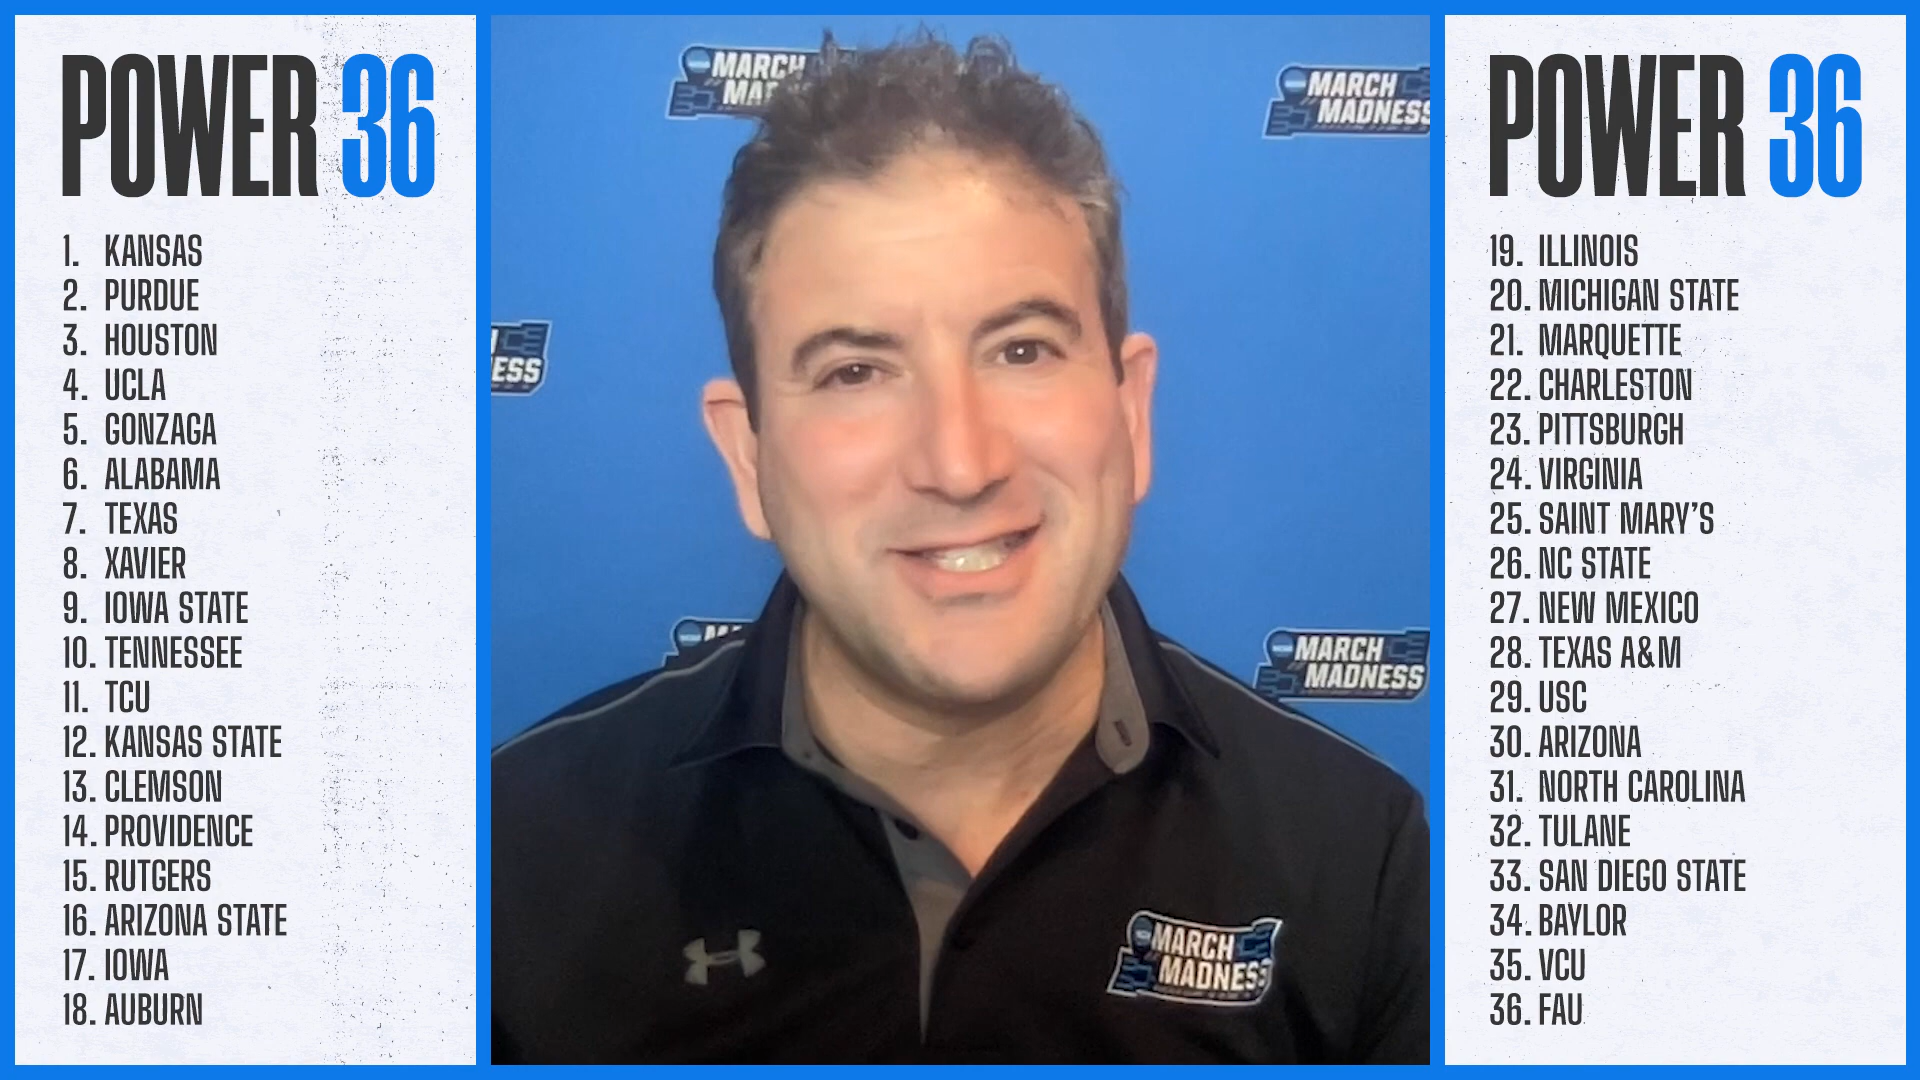 POWER 36
1. KANSAS
2. PURDUE
3. HOUSTON
4. UCLA
5. GONZAGA
6. ALABAMA
7. TEXAS
8. XAVIER
9. IOWA STATE
10. TENNESSEE
11. TCU
12. KANSAS STATE
13. CLEMSON
14. PROVIDENCE
15. RUTGERS
16. ARIZONA STATE
17. IOWA
18. AUBURN
MARCH
MARCH
MADNESS
ESS
MARCH
MADNESS
MARCH
MADNESS
POWER 36
19. ILLINOIS
20. MICHIGAN STATE
21. MARQUETTE
22. CHARLESTON
23. PITTSBURGH
24. VIRGINIA
25. SAINT MARY'S
26. NC STATE
27. NEW MEXICO
28. TEXAS A&M
29. USC
30. ARIZONA
31. NORTH CAROLINA
32. TULANE
33. SAN DIEGO STATE
34. BAYLOR
35. VCU
36. FAU